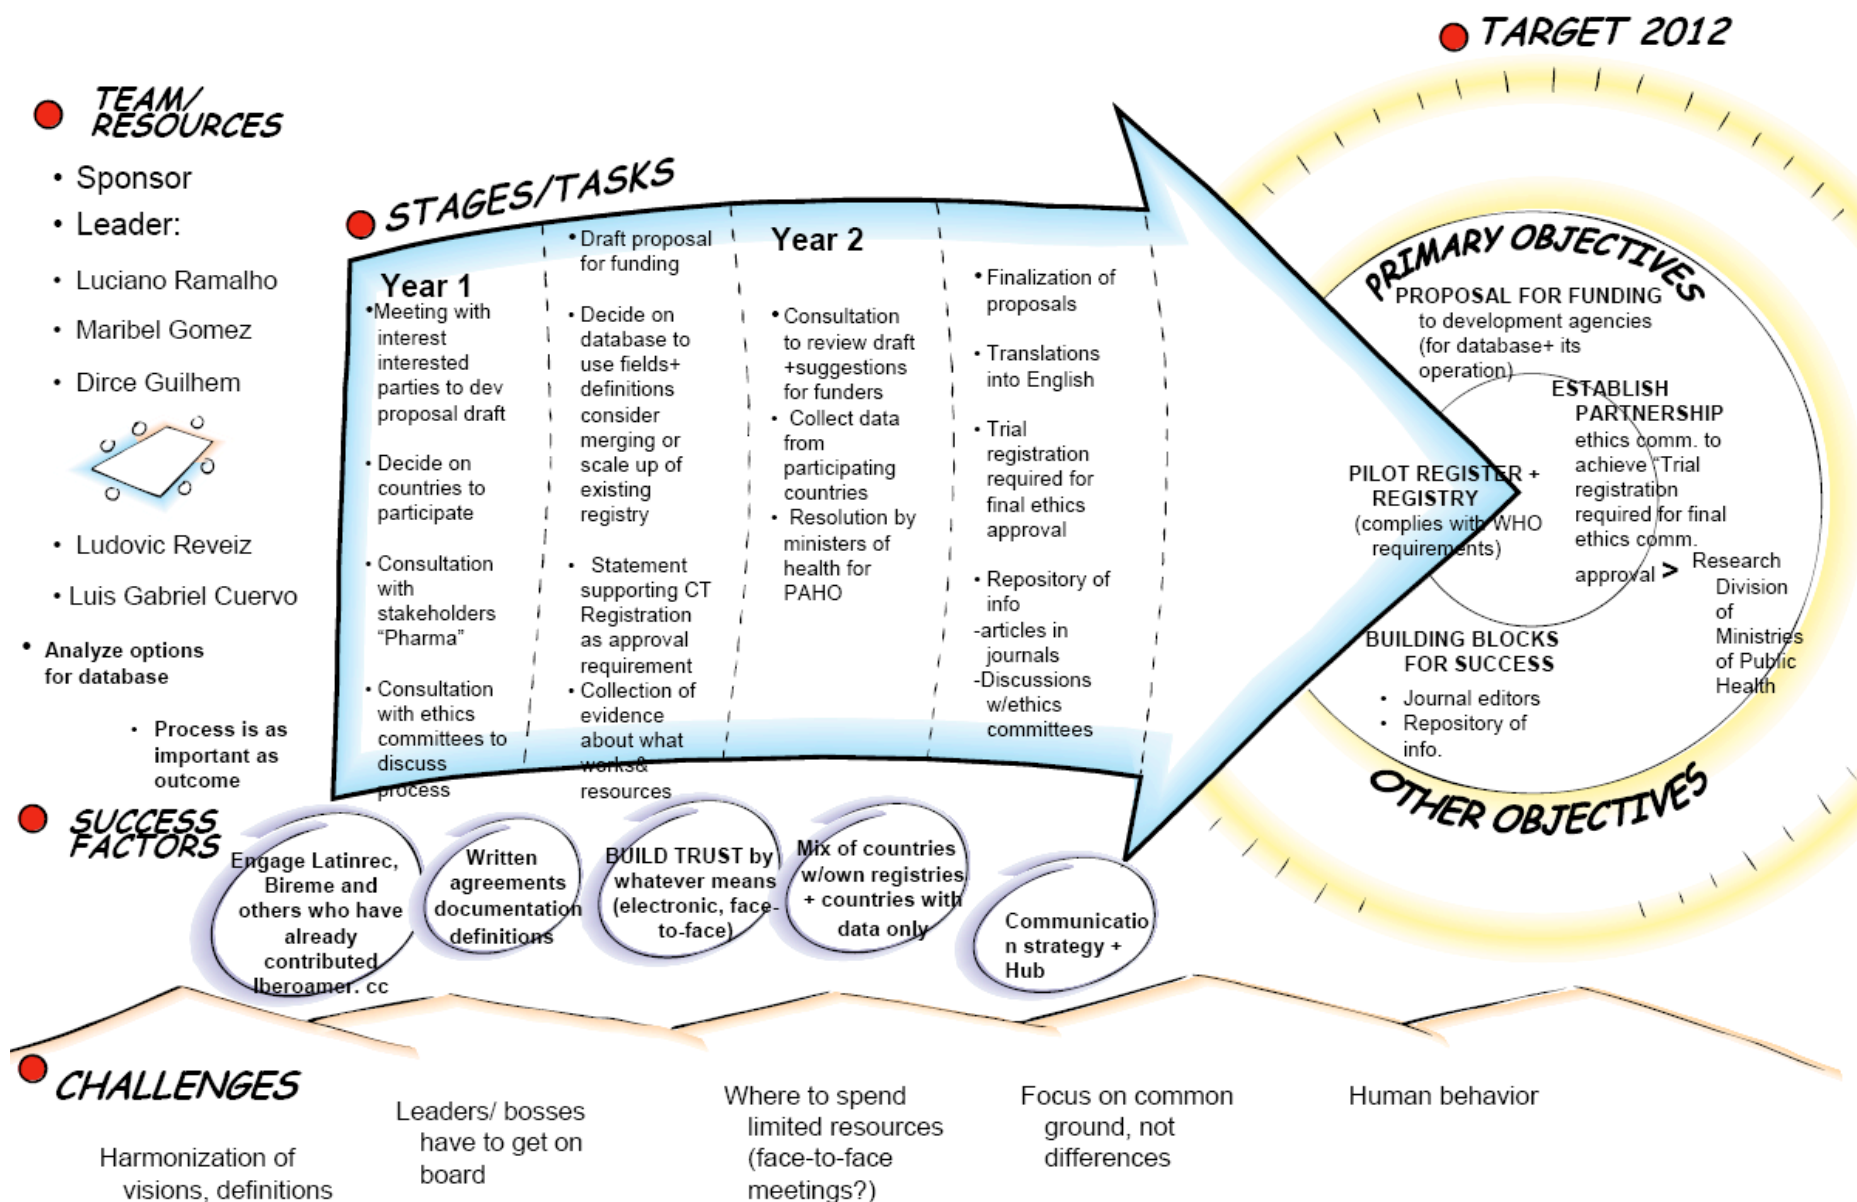 TARGET 2012
TEAM/
RESOURCES
• Sponsor
• Leader:
• Luciano Ramalho
• Maribel Gomez
• Dirce Guilhem
• Ludovic Reveiz
• Luis Gabriel Cuervo
• Analyze options
for database
• Process is as
important as
outcome
STAGES/TASKS
Year 1
•Meeting with
interest
interested
parties to dev
proposal draft
• Decide on
countries to
participate
• Consultation
with
stakeholders
“Pharma”
• Consultation
with ethics
committees to
discuss
process
• Draft proposal
for funding
• Decide on
database to
use fields+
definitions
consider
merging or
scale up of
existing
registry
• Statement
supporting CT
Registration
as approval
requirement
• Collection of
evidence
about what
works&
resources
Year 2
• Consultation
to review draft
+suggestions
for funders
• Collect data
from
participating
countries
• Resolution by
ministers of
health for
PAHO
• Finalization of
proposals
• Translations
into English
• Trial
registration
required for
final ethics
approval
• Repository of
info
-articles in
journals
-Discussions
w/ethics
committees
PRIMARY OBJECTIVES
PROPOSAL FOR FUNDING
to development agencies
(for database+ its
operation)
ESTABLISH
PARTNERSHIP
ethics comm. to
achieve “Trial
registration
required for final
ethics comm.
approval > Research
Division
of
Ministries
of Public
Health
PILOT REGISTER +
REGISTRY
(complies with WHO
requirements)
BUILDING BLOCKS
FOR SUCCESS
• Journal editors
• Repository of
info.
OTHER OBJECTIVES
SUCCESS
FACTORS
Engage Latinrec,
Bireme and
others who have
already
contributed
Iberoamer. cc
Written
agreements
documentation
definitions
BUILD TRUST by
whatever means
(electronic, face-
to-face)
Mix of countries
w/own registries
+ countries with
data only
Communicatio
n strategy +
Hub
CHALLENGES
Harmonization of
visions, definitions
Leaders/ bosses
have to get on
board
Where to spend
limited resources
(face-to-face
meetings?)
Focus on common
ground, not
differences
Human behavior